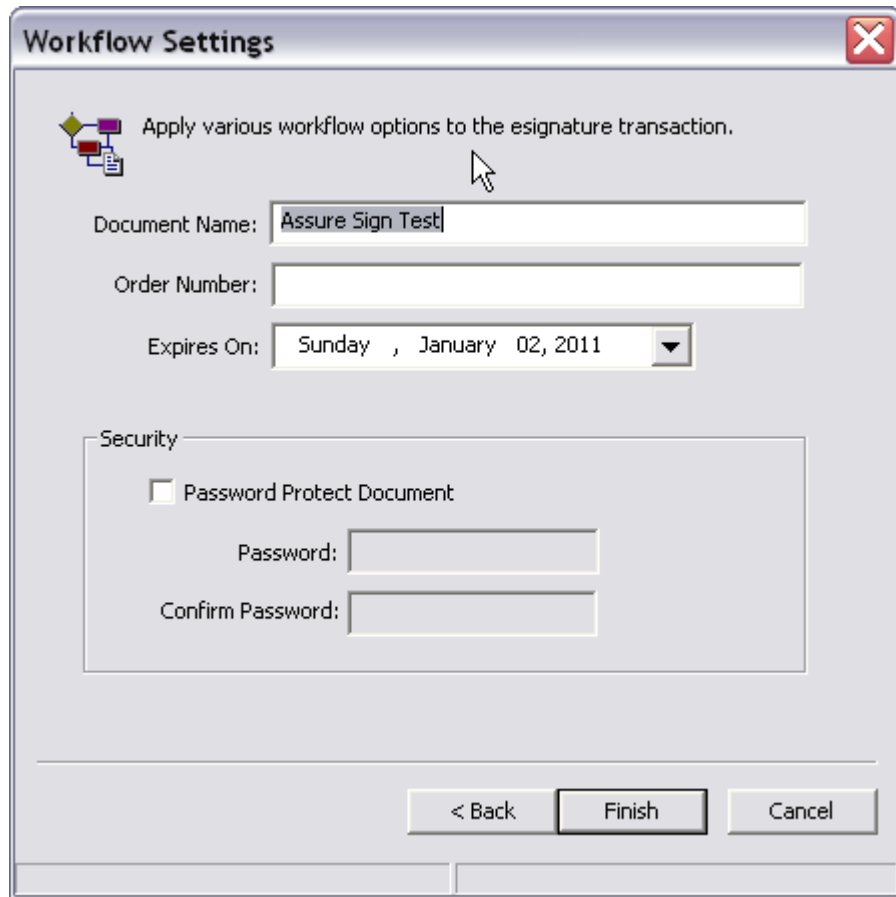 Workflow Settings
Apply various workflow options to the esignature transaction.
Document Name: Assure Sign Test
Order Number:
Expires On: Sunday , January 02, 2011
Security
Password Protect Document
Password:
Confirm Password:
< Back Finish Cancel